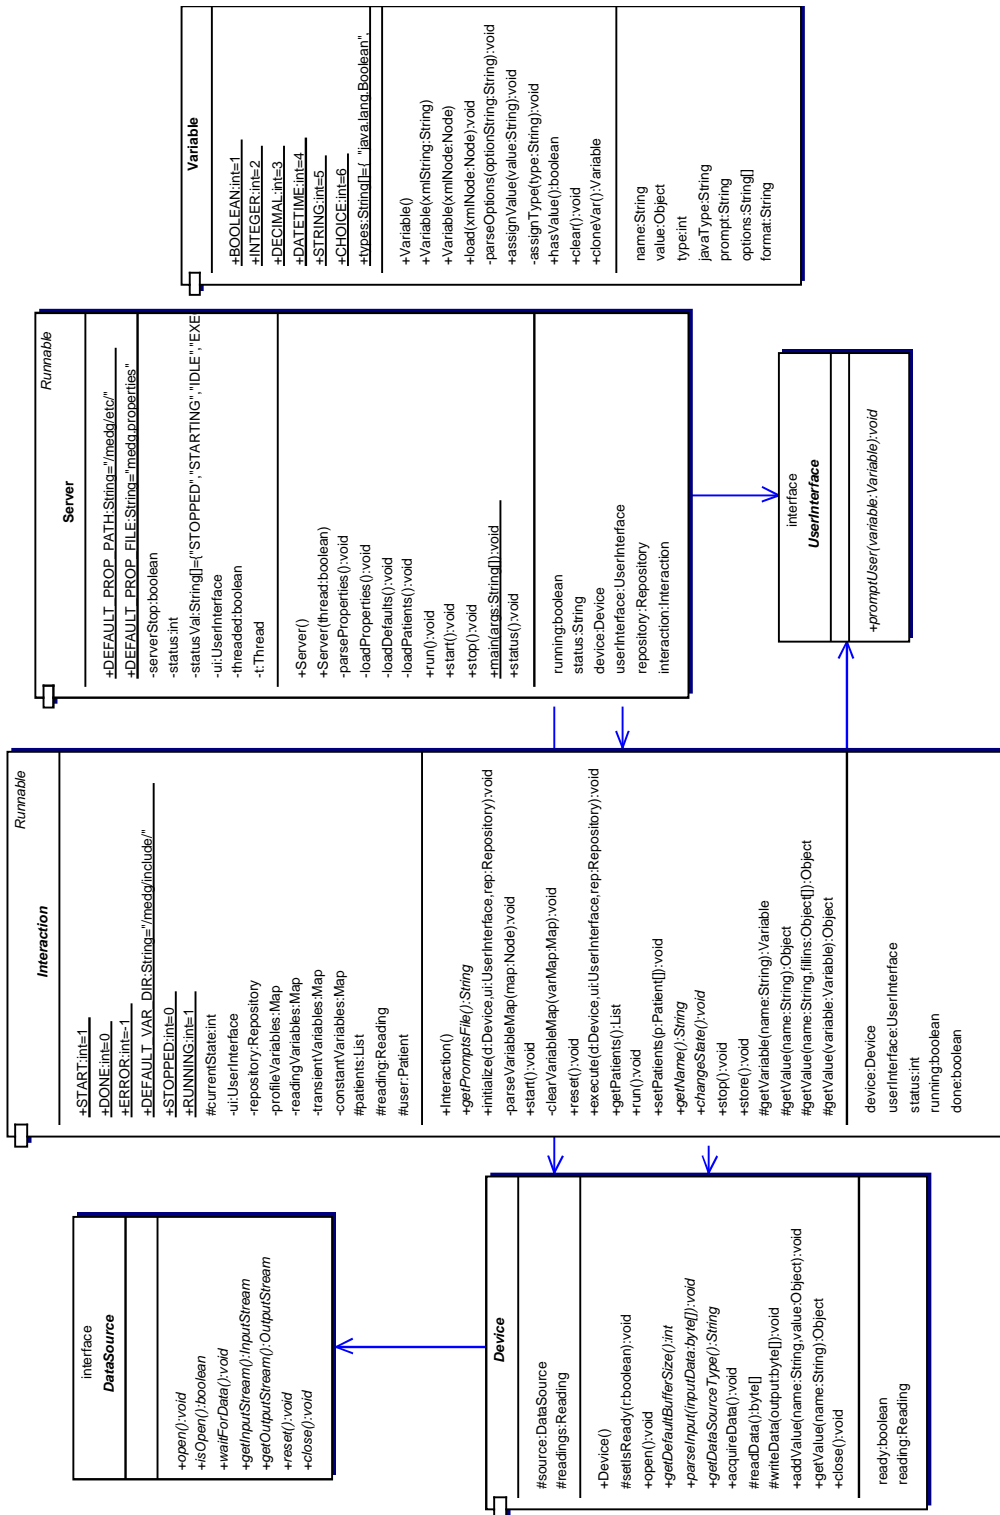 interface
DataSource
+open():void
+isOpen():boolean
+waitForData():void
+getInputStream():InputStream
+getOutputStream():OutputStream
+reset():void
+close():void
Device
#source:DataSource
#readings:Reading
+Device()
#setIsReady(r:boolean):void
+open():void
+getDefaultBufferSize():int
+parseInput(inputData:byte[]):void
+getDataSourceType():String
+acquireData():void
#readData():byte[]
#writeData(output:byte[]):void
+addValue(name:String,value:Object):void
+getValue(name:String):Object
+close():void
ready:boolean
reading:Reading
Runnable
Interaction
+START:int=1
+DONE:int=0
+ERROR:int=-1
+DEFAULT_VAR_DIR:String="/medg/include/"
+STOPPED:int=0
+RUNNING:int=1
#currentState:int
-ui:UserInterface
-repository:Repository
-profileVariables:Map
-readingVariables:Map
-transientVariables:Map
-constantVariables:Map
#patients:List
#reading:Reading
#user:Patient
+Interaction()
+getPromptsFile():String
+initialize(d:Device,ui:UserInterface,rep:Repository):void
-parseVariableMap(map:Node):void
+start():void
-clearVariableMap(varMap:Map):void
+reset():void
+execute(d:Device,ui:UserInterface,rep:Repository):void
+getPatients():List
+run():void
+setPatients(p:Patient[]):void
+getName():String
+changeState():void
+stop():void
+store():void
#getVariable(name:String):Variable
#getValue(name:String):Object
#getValue(name:String,fillins:Object[]):Object
#getValue(variable:Variable):Object
device:Device
userInterface:UserInterface
status:int
running:boolean
done:boolean
Runnable
Server
+DEFAULT_PROP_PATH:String="/medg/etc/"
+DEFAULT_PROP_FILE:String="medg.properties"
-serverStop:boolean
-status:int
-statusVal:String[]={"STOPPED","STARTING","IDLE","EXE
-ui:UserInterface
-threaded:boolean
-t:Thread
+Server()
+Server(thread:boolean)
-parseProperties():void
-loadProperties():void
-loadDefaults():void
-loadPatients():void
+run():void
+start():void
+stop():void
+main(args:String[]):void
+status():void
running:boolean
status:String
device:Device
userInterface:UserInterface
repository:Repository
interaction:Interaction
interface
UserInterface
+promptUser(variable:Variable):void
Variable
+BOOLEAN:int=1
+INTEGER:int=2
+DECIMAL:int=3
+DATETIME:int=4
+STRING:int=5
+CHOICE:int=6
+types:String[]={ "java.lang.Boolean",
+Variable()
+Variable(xmlString:String)
+Variable(xmlNode:Node)
+load(xmlNode:Node):void
-parseOptions(optionString:String):void
+assignValue(value:String):void
-assignType(type:String):void
+hasValue():boolean
+clear():void
+cloneVar():Variable
name:String
value:Object
type:int
javaType:String
prompt:String
options:String[]
format:String